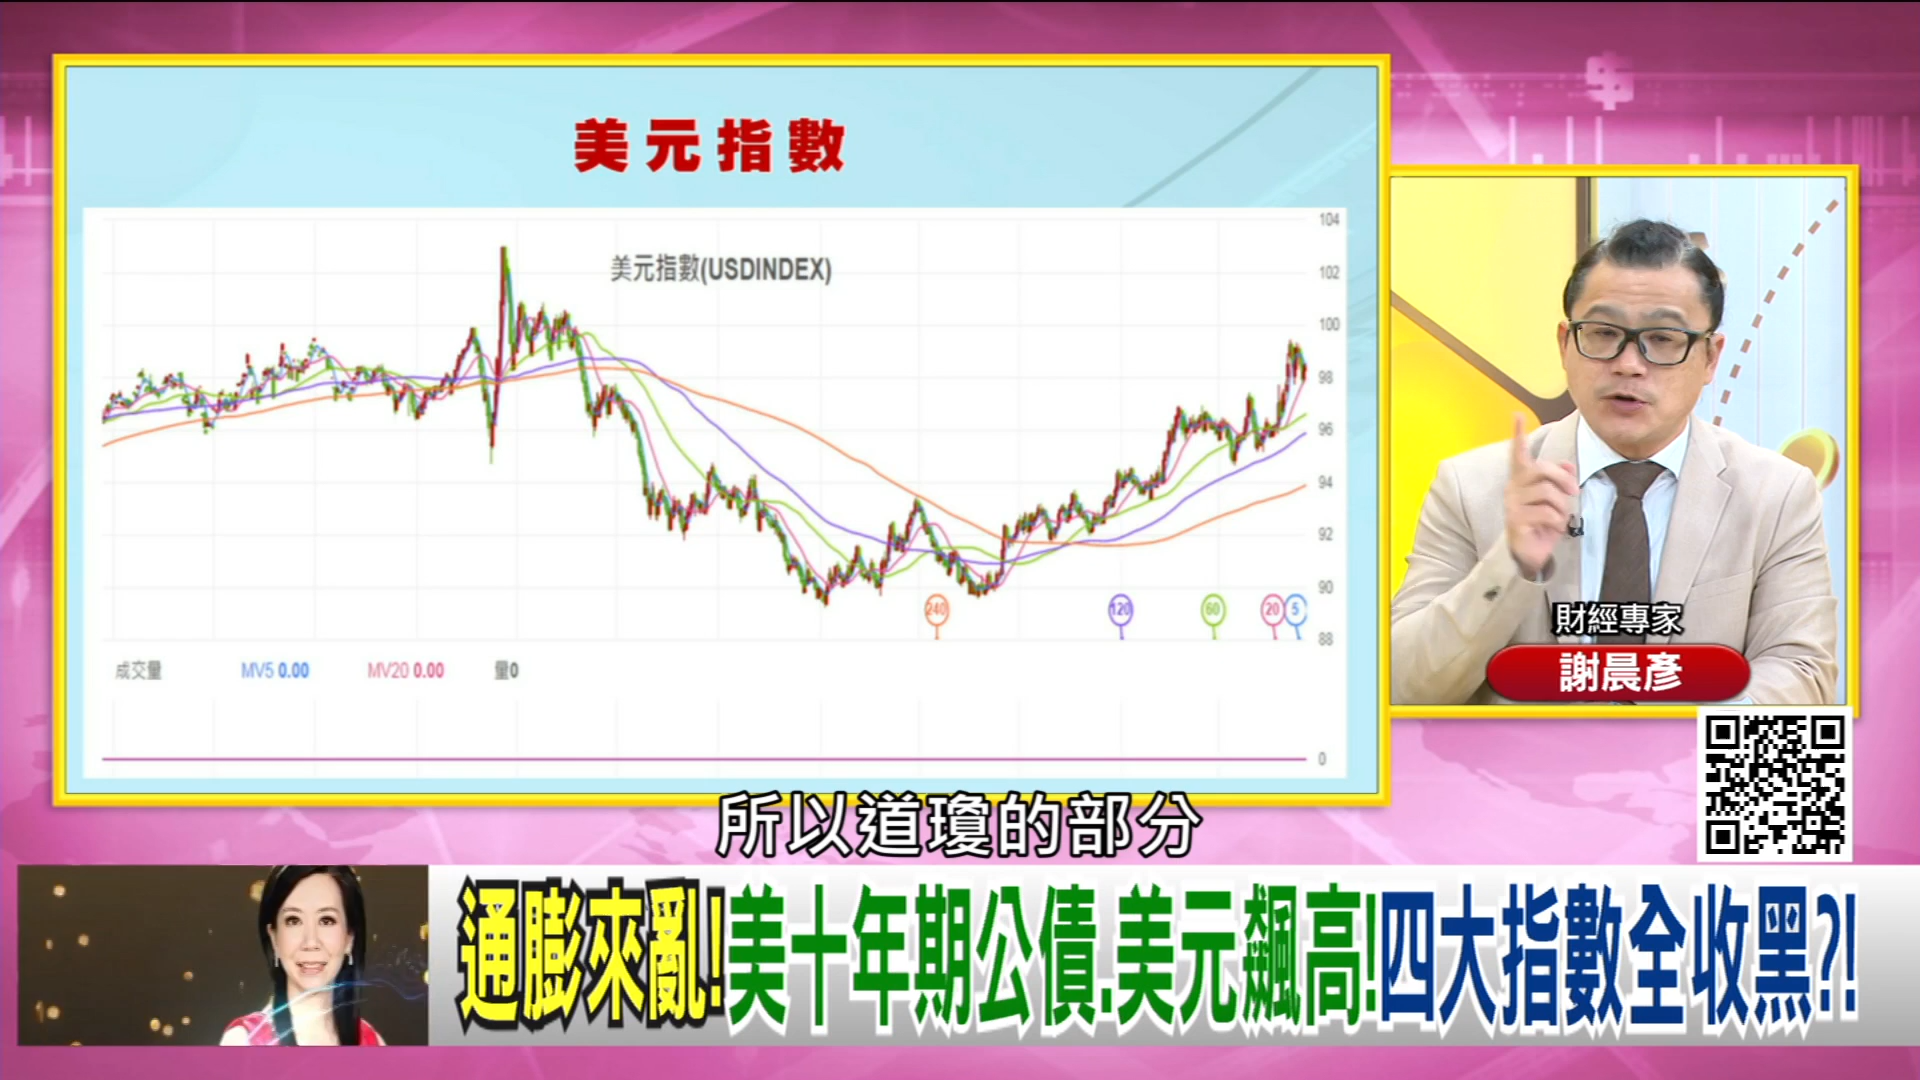 美元指數
美元指數(USDINDEX)
104
102
100
98
96
94
92
90
88
240
120
60
20
5
成交量 MV5 0.00 MV20 0.00 量0
0
財經專家
謝晨彥
所以道瓊的部分
通膨來亂!美十年期公債.美元飆高!四大指數全收黑?!